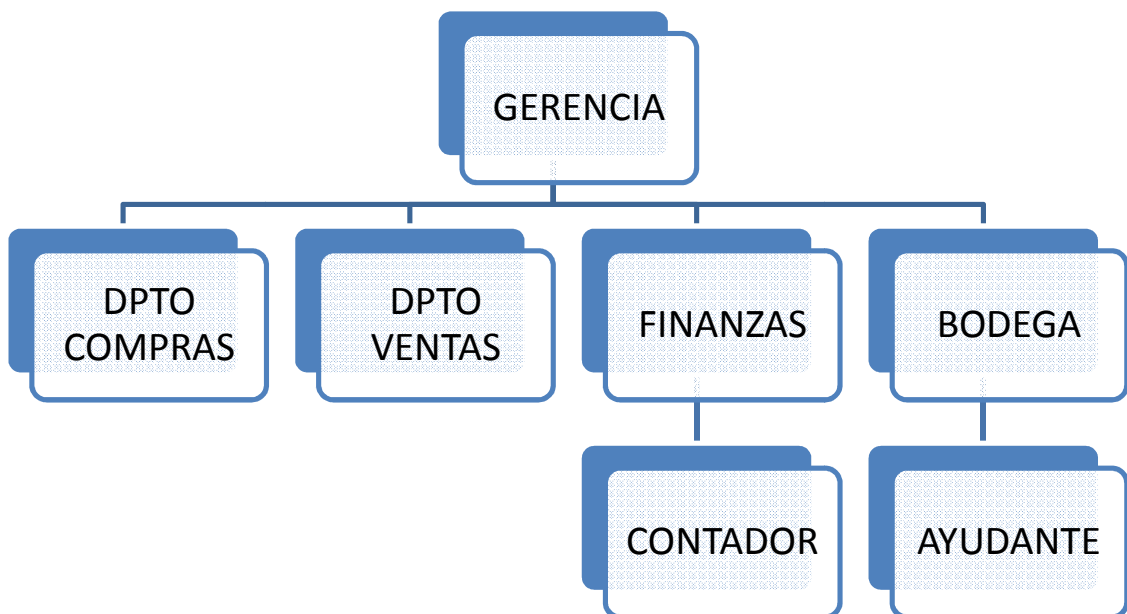 GERENCIA
DPTO
COMPRAS
DPTO
VENTAS
FINANZAS
BODEGA
CONTADOR
AYUDANTE